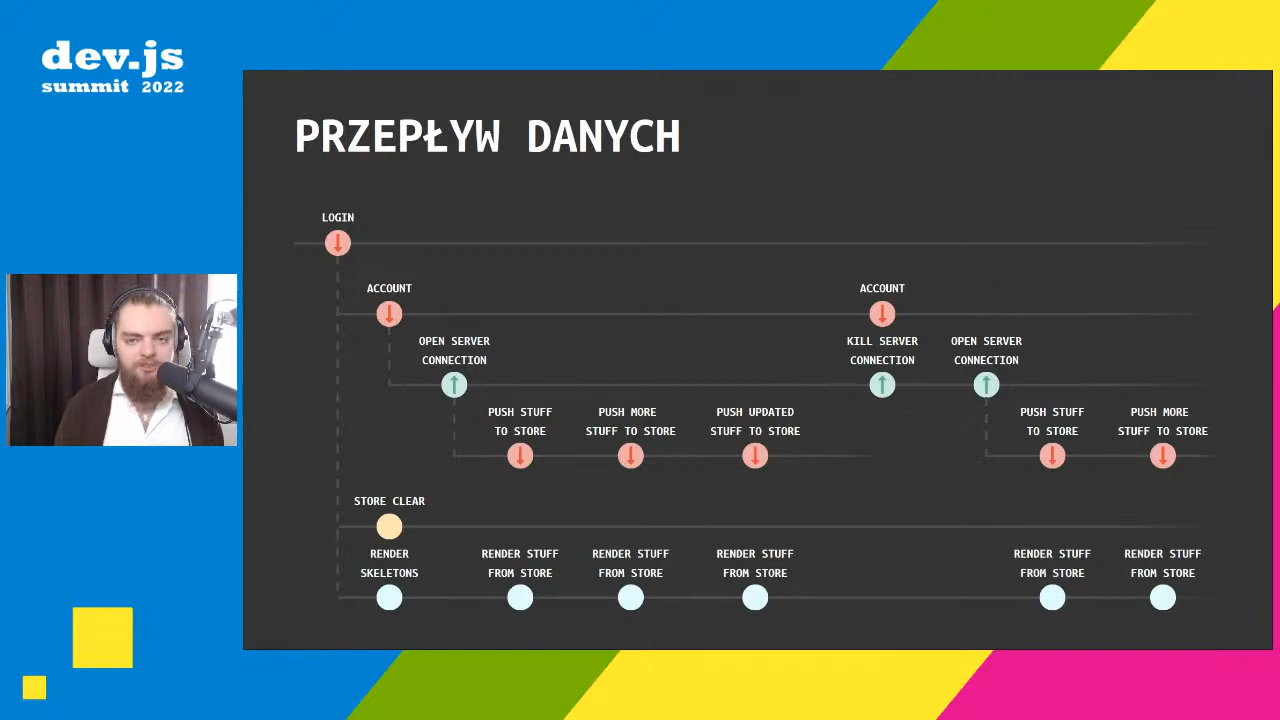 dev.js
summit 2022
PRZEPŁYW DANYCH
LOGIN
ACCOUNT
ACCOUNT
OPEN SERVER
CONNECTION
KILL SERVER
CONNECTION
OPEN SERVER
CONNECTION
PUSH STUFF
TO STORE
PUSH MORE
STUFF TO STORE
PUSH UPDATED
STUFF TO STORE
PUSH STUFF
TO STORE
PUSH MORE
STUFF TO STORE
STORE CLEAR
RENDER
SKELETONS
RENDER STUFF
FROM STORE
RENDER STUFF
FROM STORE
RENDER STUFF
FROM STORE
RENDER STUFF
FROM STORE
RENDER STUFF
FROM STORE